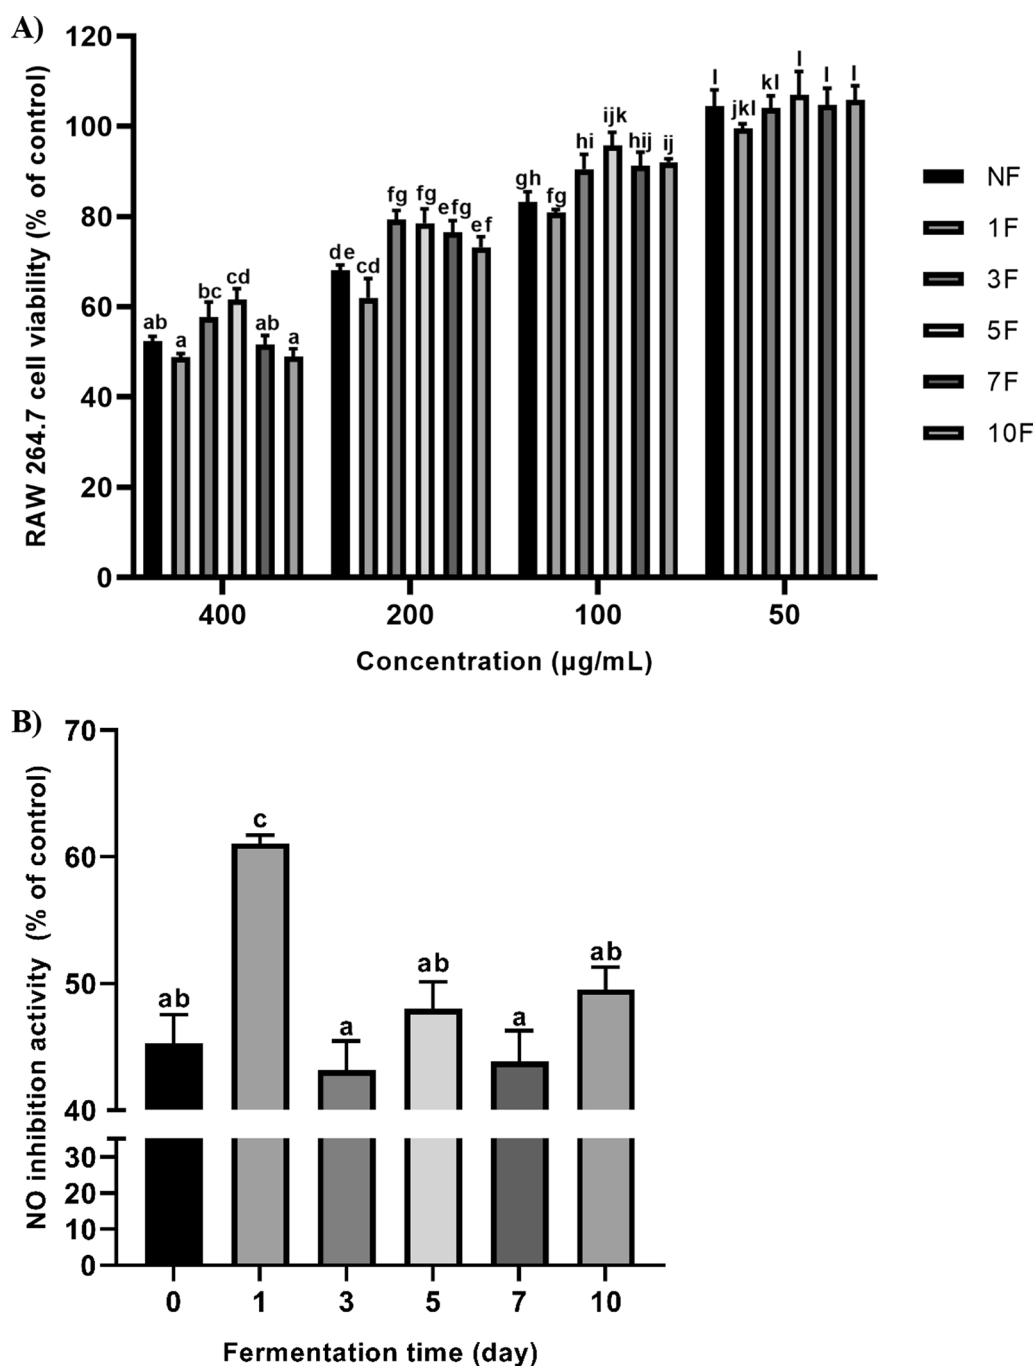 A)
RAW 264.7 cell viability (% of control)
120
100
80
60
40
20
0
ab a bc cd ab a
de cd fg fg efg ef
gh fg hi ijk hij ij
l jkl kl l l l
400 200 100 50
Concentration (µg/mL)
NF
1F
3F
5F
7F
10F
B)
NO inhibition activity (% of control)
70
60
50
40
30
20
10
0
ab c a ab a ab
0 1 3 5 7 10
Fermentation time (day)